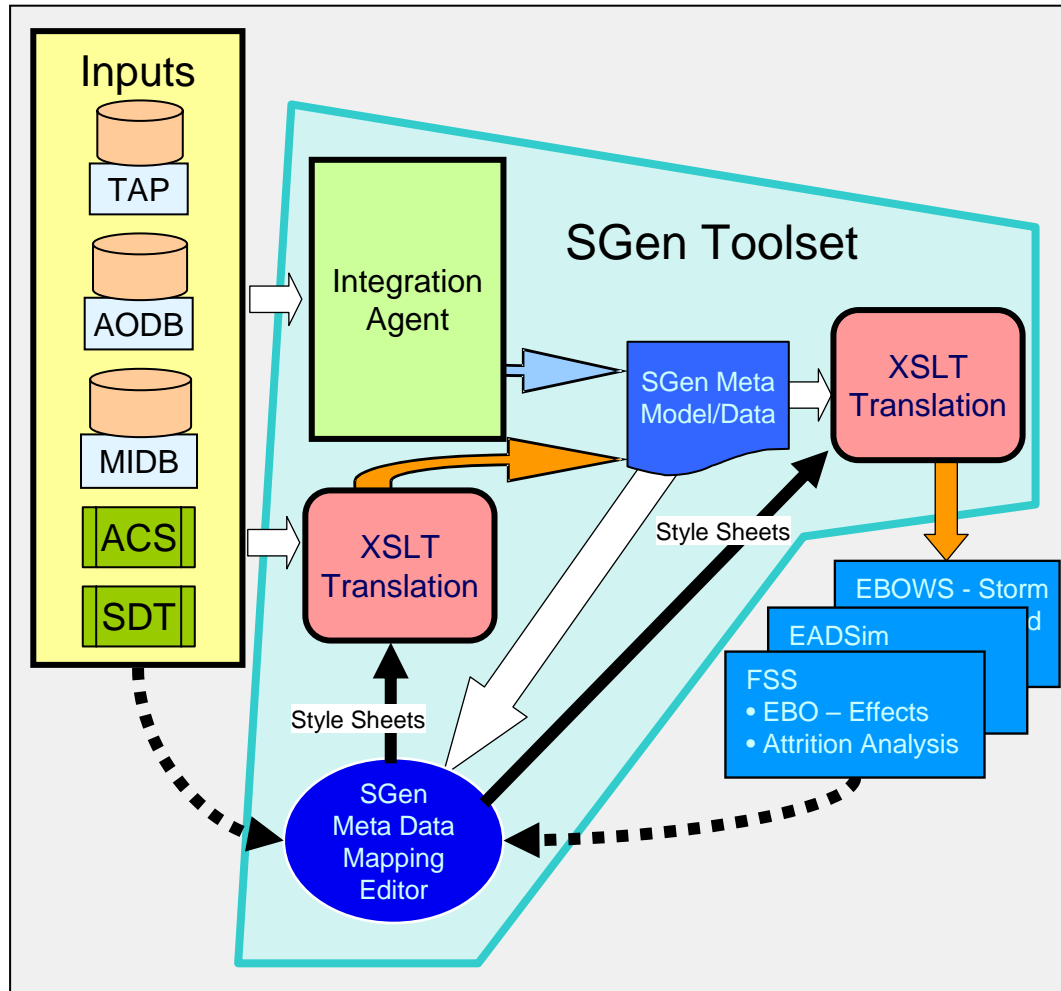 Inputs
TAP
AODB
MIDB
ACS
SDT
SGen Toolset
Integration
Agent
SGen Meta
Model/Data
XSLT
Translation
XSLT
Translation
Style Sheets
Style Sheets
SGen
Meta Data
Mapping
Editor
EBOWS - Storm
EADSim
FSS
• EBO – Effects
• Attrition Analysis